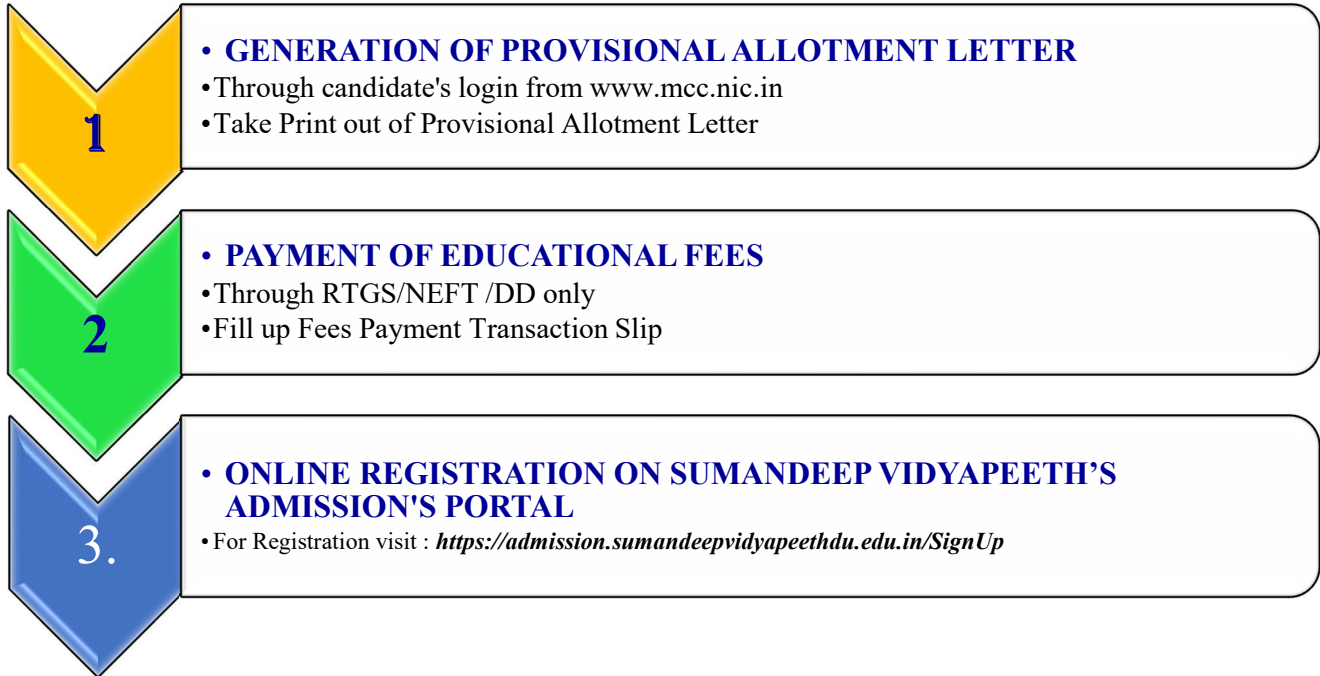 1
• GENERATION OF PROVISIONAL ALLOTMENT LETTER
•Through candidate's login from www.mcc.nic.in
•Take Print out of Provisional Allotment Letter
2
• PAYMENT OF EDUCATIONAL FEES
•Through RTGS/NEFT /DD only
•Fill up Fees Payment Transaction Slip
3.
• ONLINE REGISTRATION ON SUMANDEEP VIDYAPEETH’S
ADMISSION'S PORTAL
• For Registration visit : https://admission.sumandeepvidyapeethdu.edu.in/SignUp